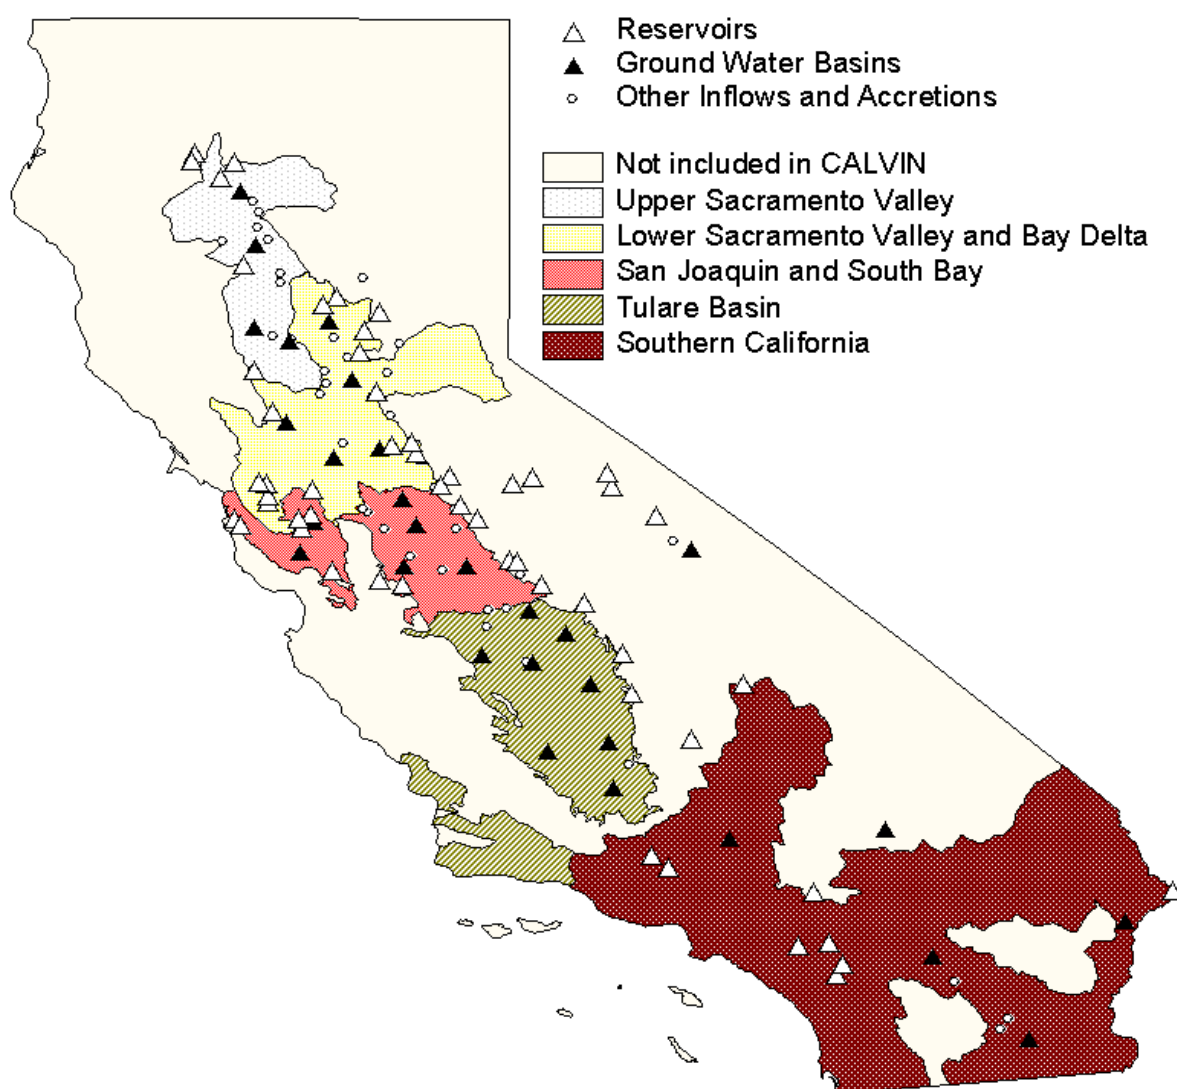 Reservoirs
Ground Water Basins
Other Inflows and Accretions
Not included in CALVIN
Upper Sacramento Valley
Lower Sacramento Valley and Bay Delta
San Joaquin and South Bay
Tulare Basin
Southern California